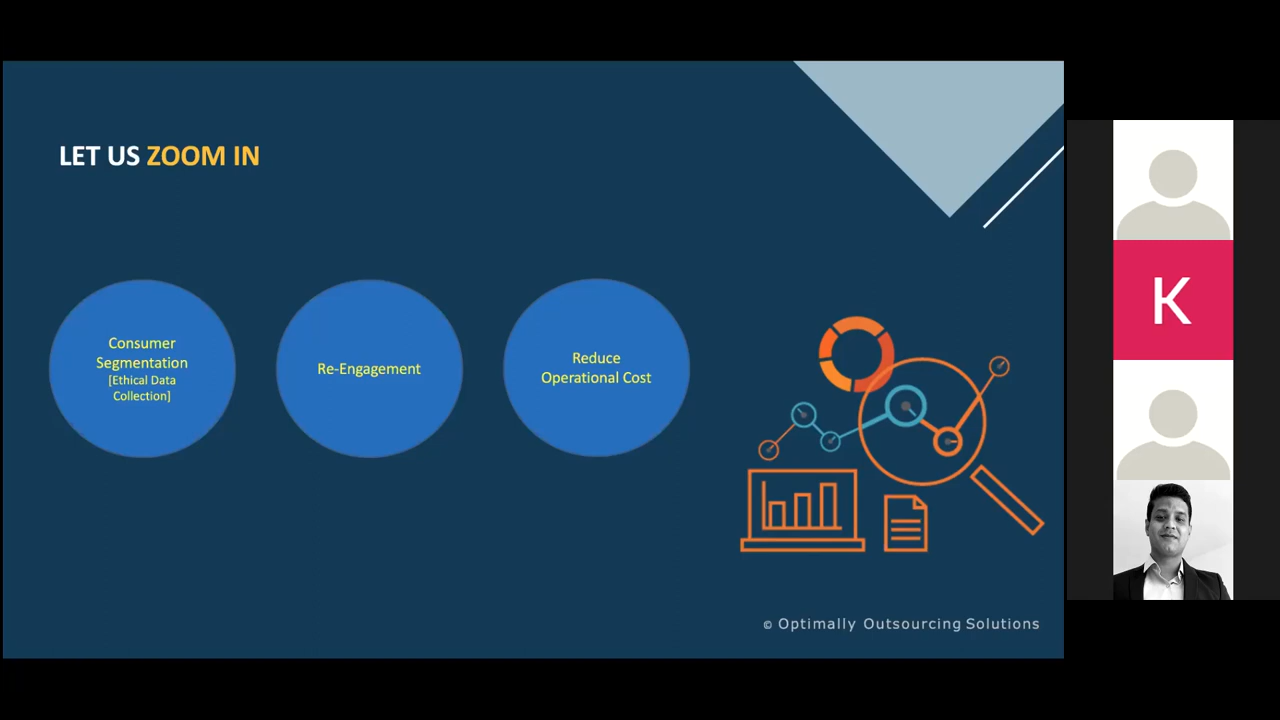 LET US ZOOM IN
Consumer
Segmentation
[Ethical Data
Collection]
Re-Engagement
Reduce
Operational Cost
© Optimally Outsourcing Solutions
K